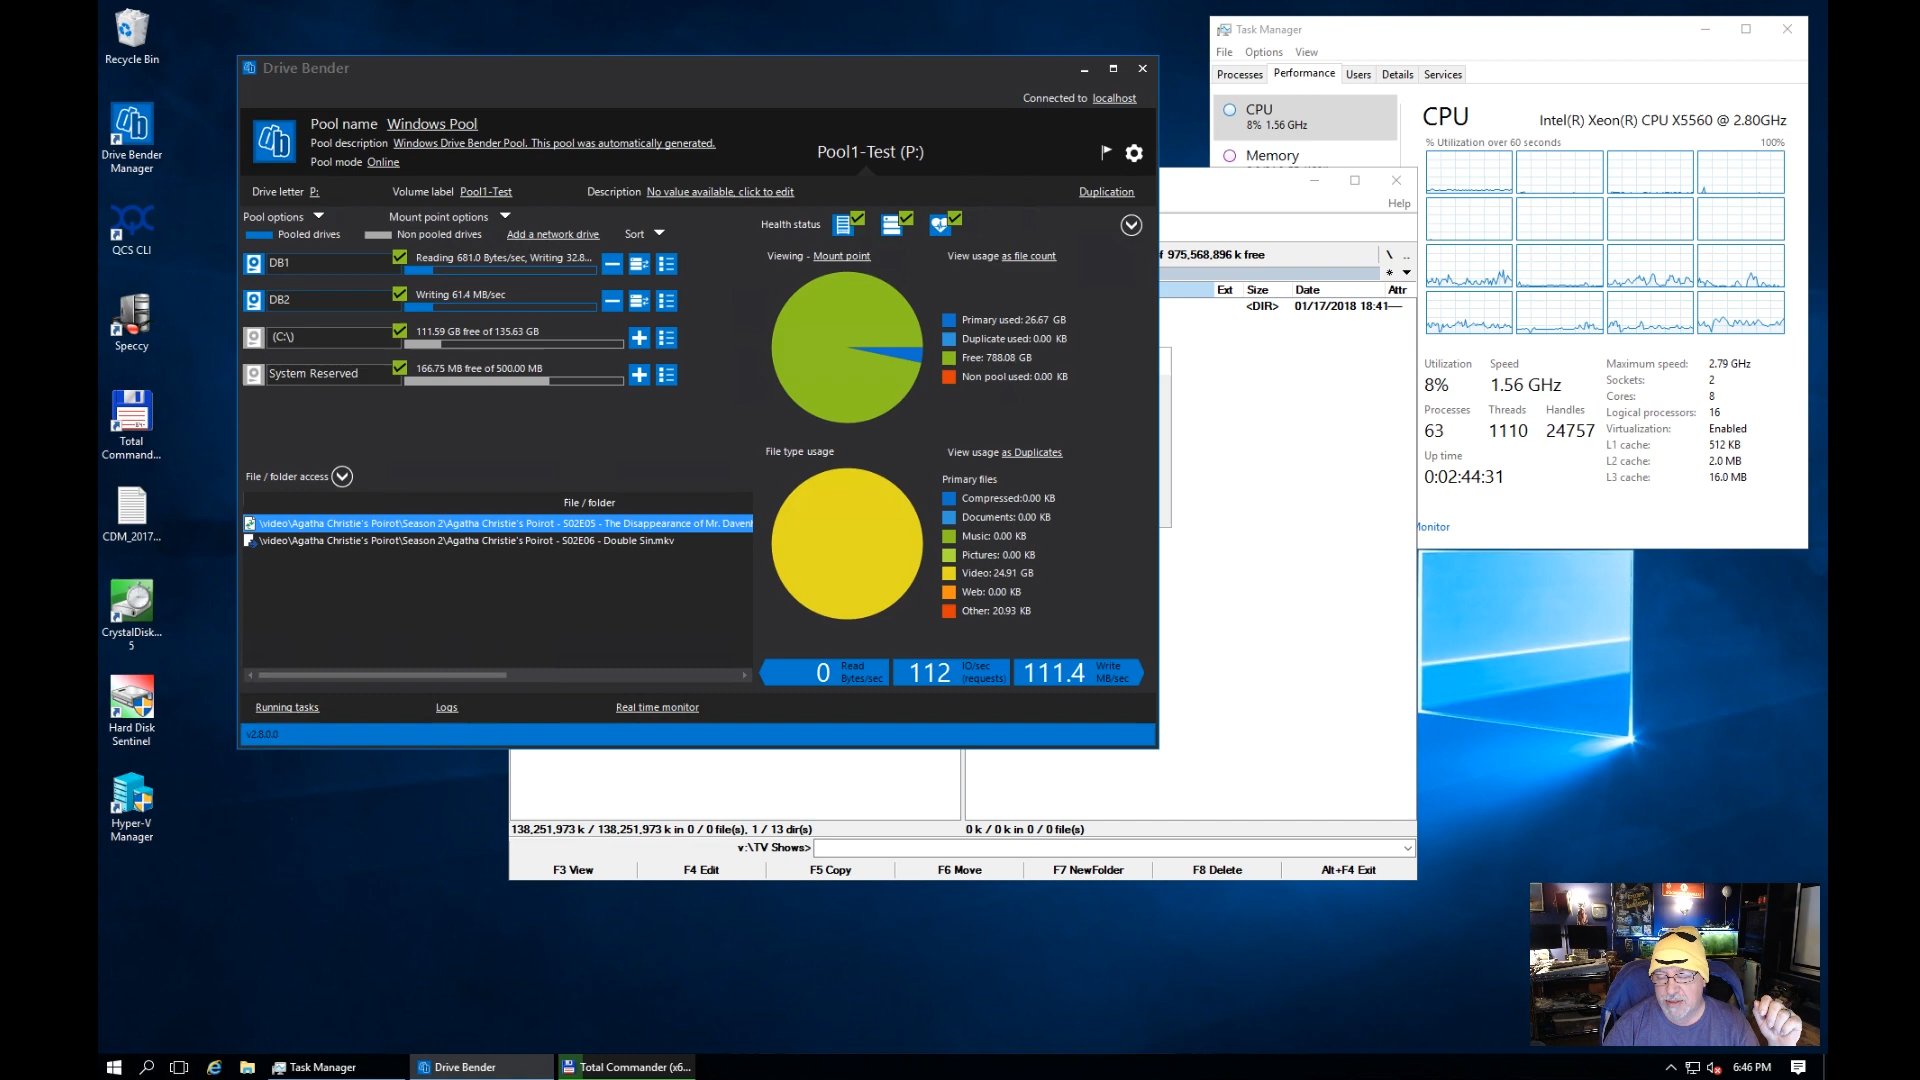 Recycle Bin
Drive Bender
Manager
QCS CLI
Speccy
Total
Command...
CDM_2017...
CrystalDisk...
5
Hard Disk
Sentinel
Hyper-V
Manager
Drive Bender
Connected to localhost
Pool name Windows Pool
Pool description Windows Drive Bender Pool. This pool was automatically generated.
Pool mode Online
Pool1-Test (P:)
Drive letter P:
Volume label Pool1-Test
Description No value available, click to edit
Duplication
Pool options
Mount point options
Pooled drives
Non pooled drives
Add a network drive
Sort
Health status
DB1
Reading 681.0 Bytes/sec, Writing 32.8...
DB2
Writing 61.4 MB/sec
(C:\)
111.59 GB free of 135.63 GB
System Reserved
166.75 MB free of 500.00 MB
Viewing - Mount point
View usage as file count
Primary used: 26.67 GB
Duplicate used: 0.00 KB
Free: 788.08 GB
Non pool used: 0.00 KB
File type usage
View usage as Duplicates
Primary files
Compressed:0.00 KB
Documents: 0.00 KB
Music: 0.00 KB
Pictures: 0.00 KB
Video: 24.91 GB
Web: 0.00 KB
Other: 20.93 KB
File / folder access
File / folder
\video\Agatha Christie's Poirot\Season 2\Agatha Christie's Poirot - S02E05 - The Disappearance of Mr. Davenh
\video\Agatha Christie's Poirot\Season 2\Agatha Christie's Poirot - S02E06 - Double Sin.mkv
0 Read Bytes/sec
112 IO/sec (requests)
111.4 Write MB/sec
Running tasks
Logs
Real time monitor
v2.8.0.0
Task Manager
File Options View
Processes Performance Users Details Services
CPU
8% 1.56 GHz
Memory
CPU
Intel(R) Xeon(R) CPU X5560 @ 2.80GHz
% Utilization over 60 seconds 100%
Utilization Speed
8% 1.56 GHz
Processes Threads Handles
63 1110 24757
Up time
0:02:44:31
Maximum speed: 2.79 GHz
Sockets: 2
Cores: 8
Logical processors: 16
Virtualization: Enabled
L1 cache: 512 KB
L2 cache: 2.0 MB
L3 cache: 16.0 MB
Monitor
Help
f 975,568,896 k free
\ ..
* 
Ext Size Date Attr
<DIR> 01/17/2018 18:41—
138,251,973 k / 138,251,973 k in 0 / 0 file(s), 1 / 13 dir(s)
0 k / 0 k in 0 / 0 file(s)
v:\TV Shows>
F3 View F4 Edit F5 Copy F6 Move F7 NewFolder F8 Delete Alt+F4 Exit
Task Manager
Drive Bender
Total Commander (x6...
6:46 PM